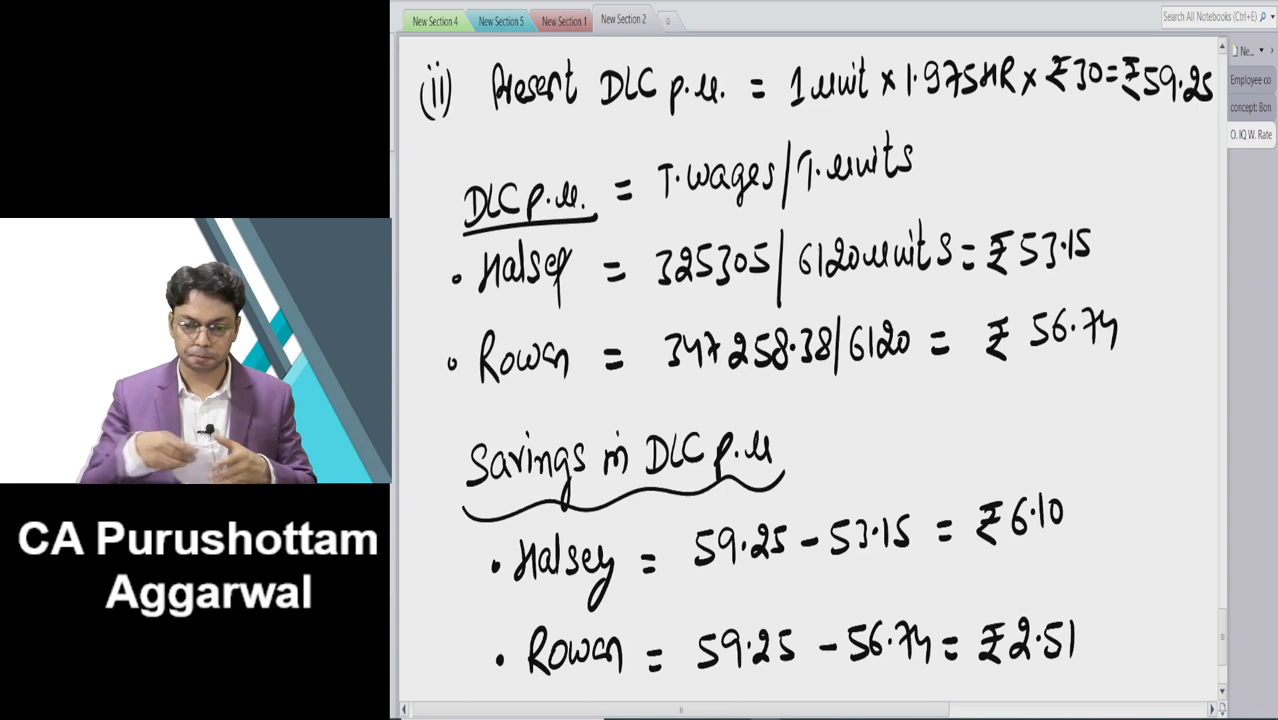 New Section 4
New Section 5
New Section 1
New Section 2
Search All Notebooks (Ctrl+E)
Ne...
Employee co
concept: Bon
O. IQ W. Rate
(ii) Present DLC p.u. = 1 unit × 1.975HR × ₹30 = ₹59.25
DLC p.u. = T.wages/T.units
• Halsey = 325305/6120units = ₹53.15
• Rowan = 347258.38/6120 = ₹ 56.74
Savings in DLC p.u
• Halsey = 59.25 - 53.15 = ₹6.10
• Rowan = 59.25 - 56.74 = ₹2.51
CA Purushottam
Aggarwal